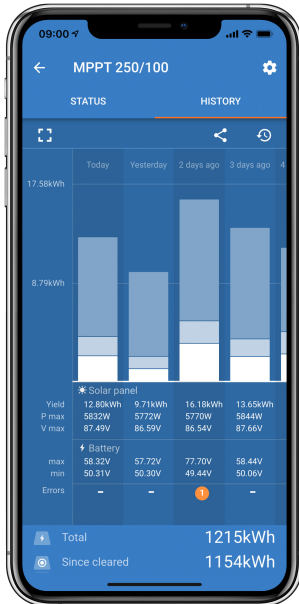 09:00
MPPT 250/100
STATUS HISTORY
Today Yesterday 2 days ago 3 days ago 4
17.58kWh
8.79kWh
Solar panel
Yield 12.80kWh 9.71kWh 16.18kWh 13.65kWh
P max 5832W 5772W 5770W 5844W
V max 87.49V 86.59V 86.54V 87.66V
Battery
max 58.32V 57.72V 77.70V 58.44V
min 50.31V 50.30V 49.44V 50.06V
Errors - - 1 -
Total 1215kWh
Since cleared 1154kWh